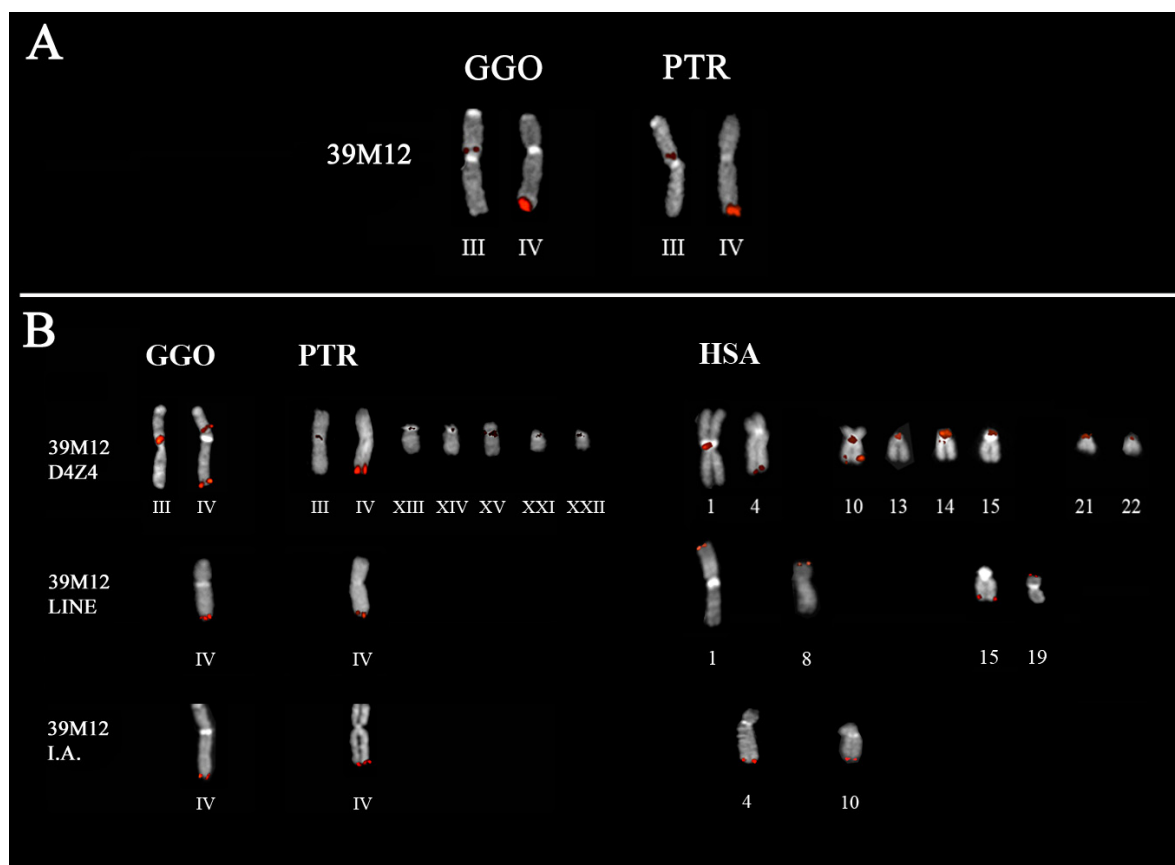 A
GGO PTR
39M12
III IV III IV
B
GGO PTR HSA
39M12
D4Z4
III IV III IV XIII XIV XV XXI XXII 1 4 10 13 14 15 21 22
39M12
LINE
IV IV 1 8 15 19
39M12
I.A.
IV IV 4 10